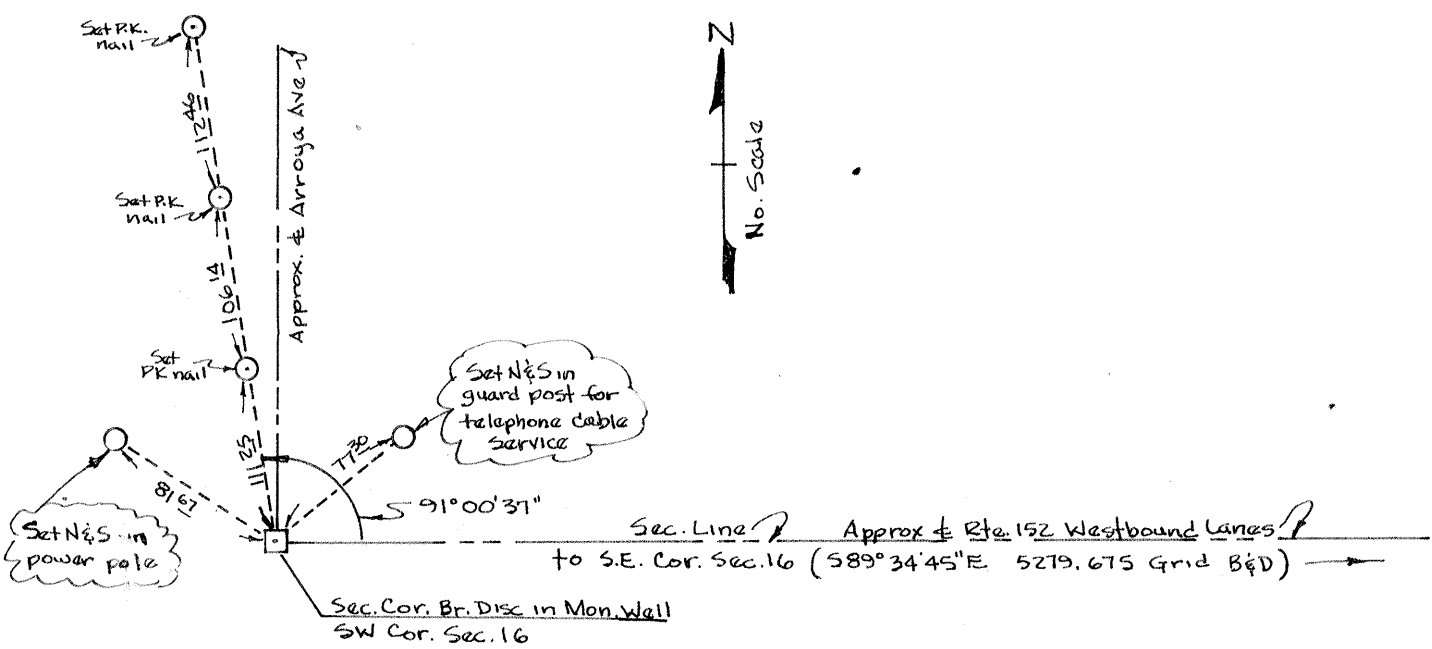 Set P.K.
nail
112 46
Set P.K
nail
106 14
Set
PK nail
111 25
Approx. ℄ Arroya Ave
N
No. Scale
Set N&S in
guard post for
telephone cable
service
77 30
81 67
Set N&S in
power pole
91°00'37"
Sec. Line
Approx ℄ Rte. 152 Westbound Lanes
to S.E. Cor. Sec. 16 (S89°34'45"E 5279.675 Grid B&D)
Sec. Cor. Br. Disc in Mon. Well
SW Cor. Sec. 16